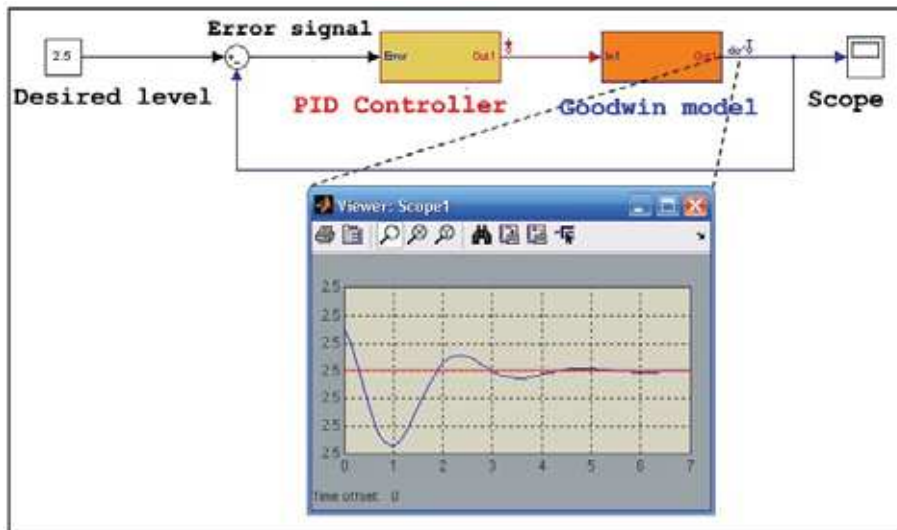 Error signal
2.5
Error
Out1
In1
Out1
Desired level
PID Controller
Goodwin model
Scope
Viewer: Scope1
2.5
2.5
2.5
2.5
2.5
2.5
2.5
0 1 2 3 4 5 6 7
Time offset: 0